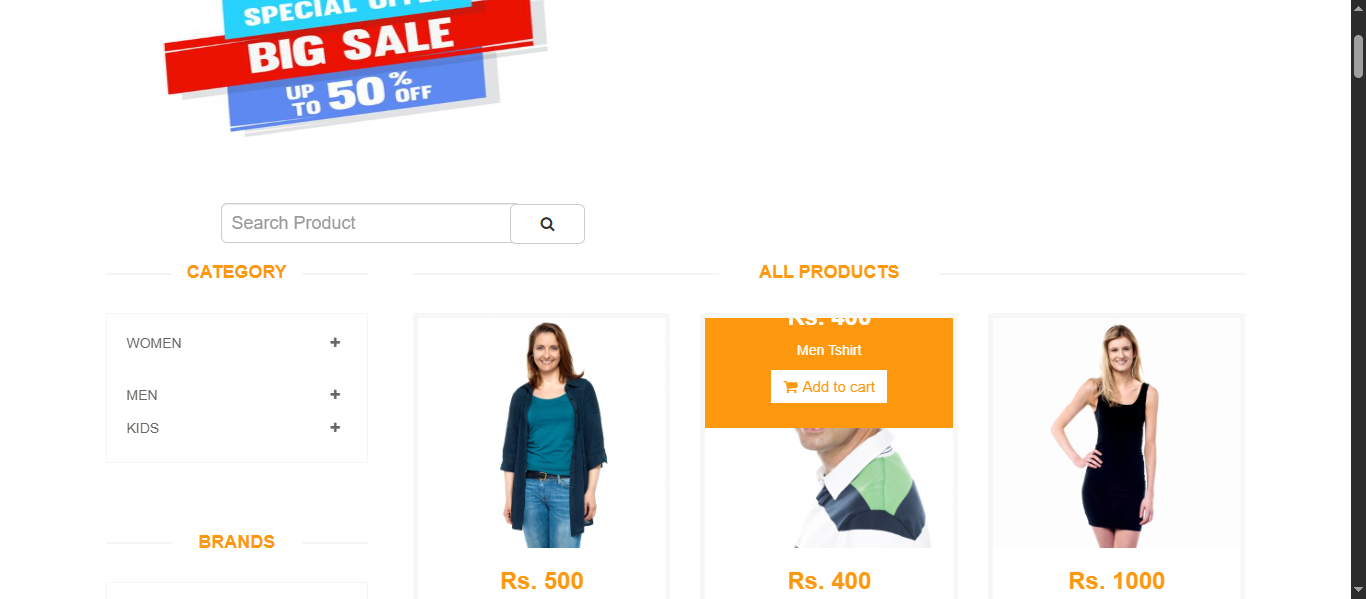 SPECIAL OFFER
BIG SALE
UP TO 50% OFF
Search Product
CATEGORY
WOMEN
MEN
KIDS
BRANDS
ALL PRODUCTS
Rs. 400
Men Tshirt
Add to cart
Rs. 500
Rs. 400
Rs. 1000